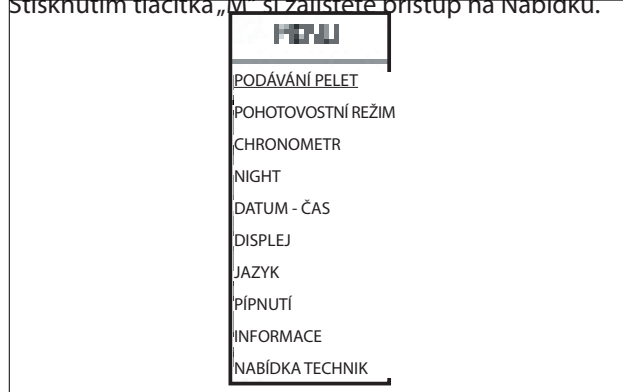 Stisknutím tlačítka „M“ si zajistěte přístup na Nabídku.
MENU
PODÁVÁNÍ PELET
POHOTOVOSTNÍ REŽIM
CHRONOMETR
NIGHT
DATUM - ČAS
DISPLEJ
JAZYK
PÍPNUTÍ
INFORMACE
NABÍDKA TECHNIK